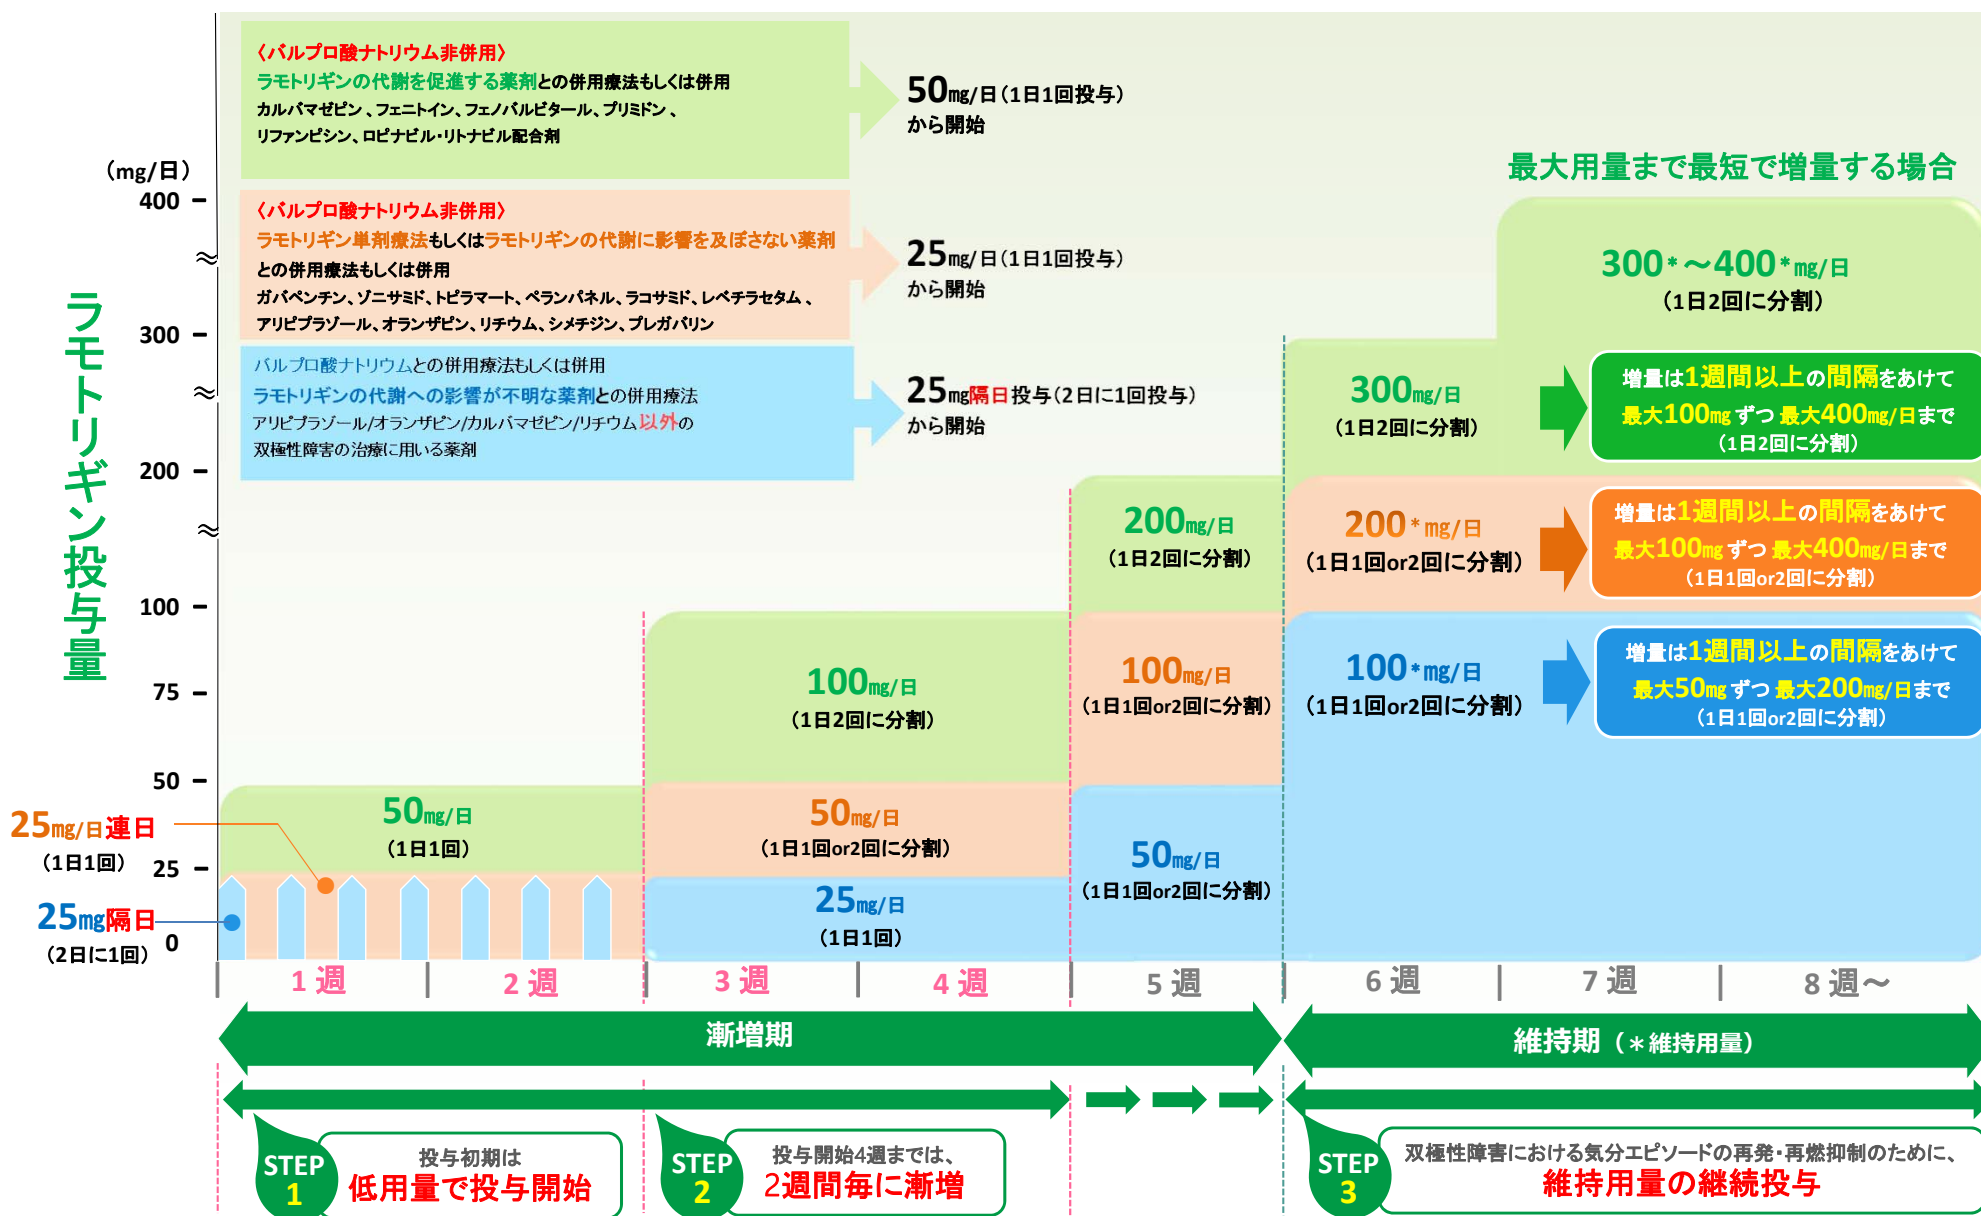 〈バルプロ酸ナトリウム非併用〉
ラモトリギンの代謝を促進する薬剤との併用療法もしくは併用
カルバマゼピン、フェニトイン、フェノバルビタール、プリミドン、
リファンピシン、ロピナビル・リトナビル配合剤
50mg/日(1日1回投与)
から開始
〈バルプロ酸ナトリウム非併用〉
ラモトリギン単剤療法もしくはラモトリギンの代謝に影響を及ぼさない薬剤
との併用療法もしくは併用
ガバペンチン、ゾニサミド、トピラマート、ペランパネル、ラコサミド、レベチラセタム、
アリピプラゾール、オランザピン、リチウム、シメチジン、プレガバリン
25mg/日(1日1回投与)
から開始
バルプロ酸ナトリウムとの併用療法もしくは併用
ラモトリギンの代謝への影響が不明な薬剤との併用療法
アリピプラゾール/オランザピン/カルバマゼピン/リチウム以外の
双極性障害の治療に用いる薬剤
25mg隔日投与(2日に1回投与)
から開始
最大用量まで最短で増量する場合
ラモトリギン投与量
(mg/日)
400
300
200
100
75
50
25
0
25mg/日連日
(1日1回)
25mg隔日
(2日に1回)
50mg/日
(1日1回)
100mg/日
(1日2回に分割)
50mg/日
(1日1回or2回に分割)
25mg/日
(1日1回)
200mg/日
(1日2回に分割)
100mg/日
(1日1回or2回に分割)
50mg/日
(1日1回or2回に分割)
300*～400*mg/日
(1日2回に分割)
300mg/日
(1日2回に分割)
増量は1週間以上の間隔をあけて
最大100mgずつ最大400mg/日まで
(1日2回に分割)
200*mg/日
(1日1回or2回に分割)
増量は1週間以上の間隔をあけて
最大100mgずつ最大400mg/日まで
(1日1回or2回に分割)
100*mg/日
(1日1回or2回に分割)
増量は1週間以上の間隔をあけて
最大50mgずつ最大200mg/日まで
(1日1回or2回に分割)
1週
2週
3週
4週
5週
6週
7週
8週～
漸増期
維持期(＊維持用量)
STEP
1
投与初期は
低用量で投与開始
STEP
2
投与開始4週までは、
2週間毎に漸増
STEP
3
双極性障害における気分エピソードの再発・再燃抑制のために、
維持用量の継続投与